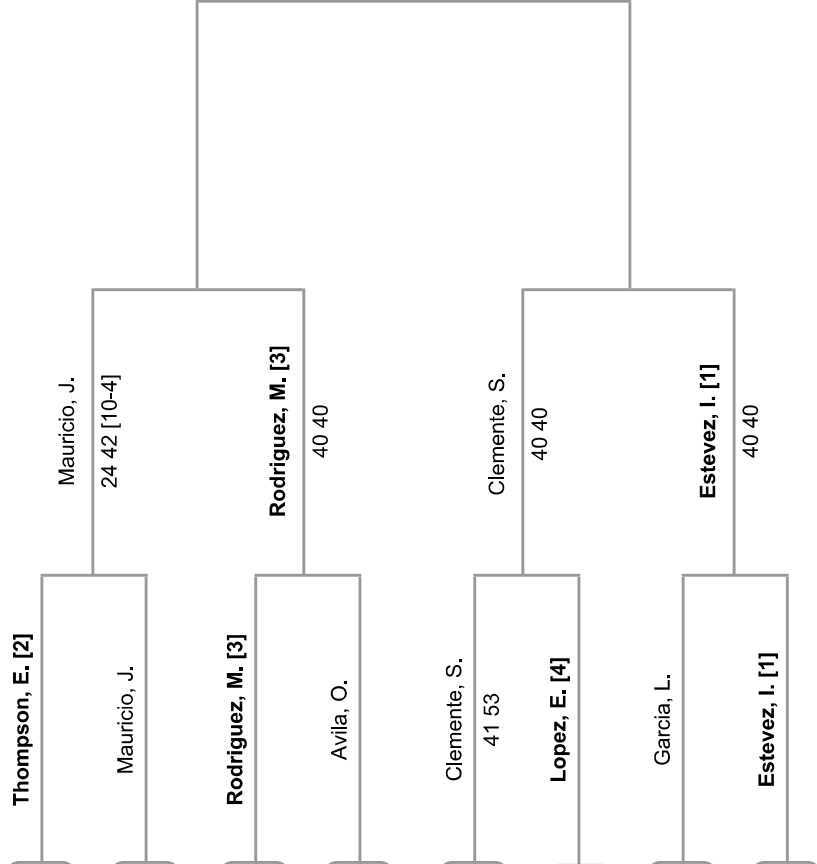 Mauricio, J.
24 42 [10-4]
Rodriguez, M. [3]
40 40
Clemente, S.
40 40
Estevez, I. [1]
40 40
Thompson, E. [2]
Mauricio, J.
Rodriguez, M. [3]
Avila, O.
Clemente, S.
41 53
Lopez, E. [4]
Garcia, L.
Estevez, I. [1]